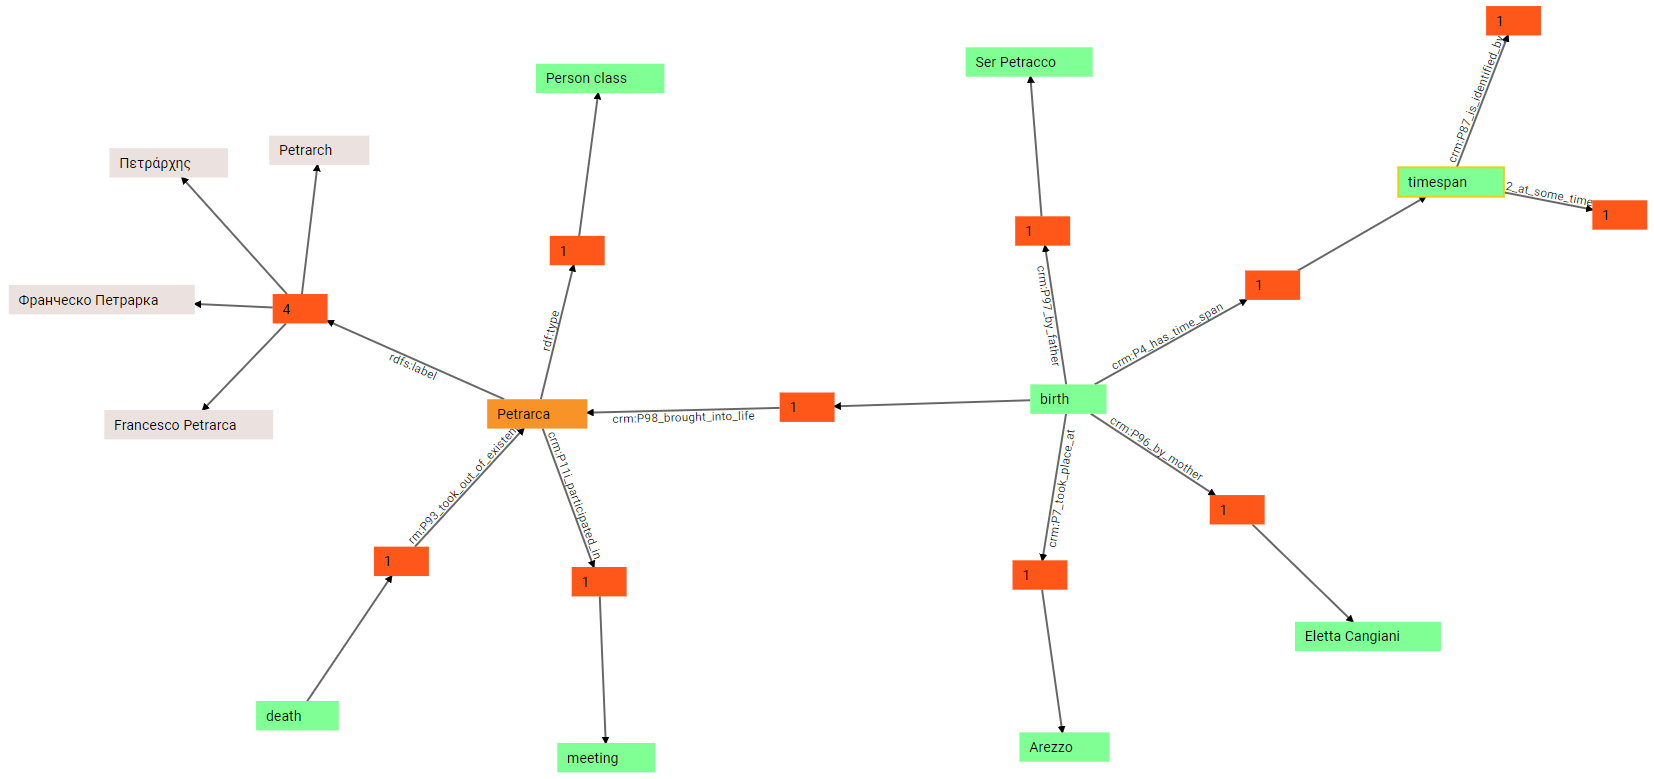 1
Ser Petracco
Person class
crm:P87_is_identified_by
Petrarch
Πετράρχης
timespan
2_at_some_time
1
1
1
1
Франческо Петрарка
4
crm:P97_by_father
rdf:type
crm:P4_has_time_span
rdfs:label
birth
Petrarca
1
crm:P98_brought_into_life
Francesco Petrarca
crm:P96_by_mother
rm:P93_took_out_of_existen
crm:P11i_participated_in
crm:P7_took_place_at
1
1
1
1
Eletta Cangiani
death
Arezzo
meeting